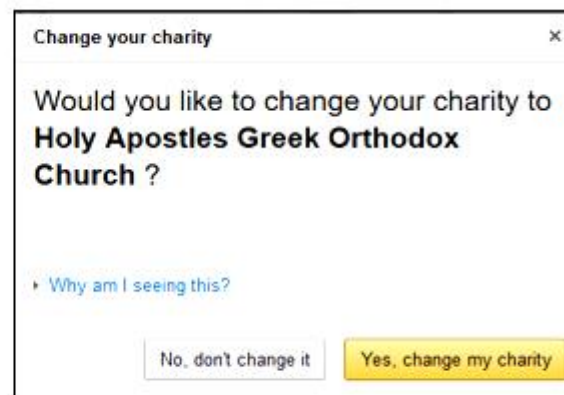 Change your charity ×
Would you like to change your charity to
Holy Apostles Greek Orthodox
Church ?
Why am I seeing this?
No, don't change it Yes, change my charity